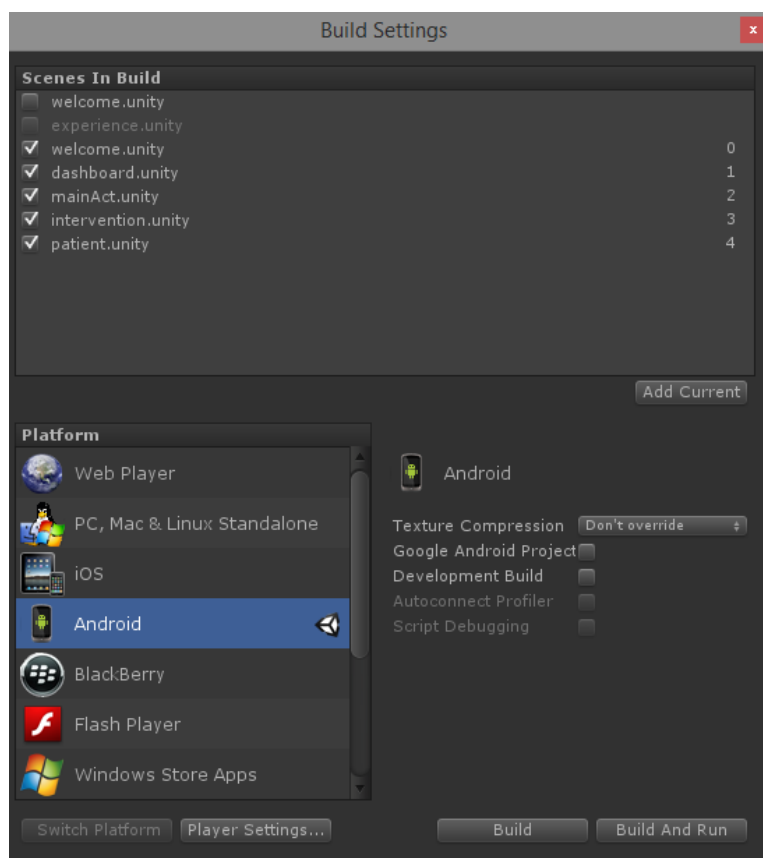 Build Settings
x
Scenes In Build
welcome.unity
experience.unity
welcome.unity 0
dashboard.unity 1
mainAct.unity 2
intervention.unity 3
patient.unity 4
Add Current
Platform
Web Player
PC, Mac & Linux Standalone
iOS
Android
BlackBerry
Flash Player
Windows Store Apps
Android
Texture Compression Don't override
Google Android Project
Development Build
Autoconnect Profiler
Script Debugging
Switch Platform Player Settings... Build Build And Run